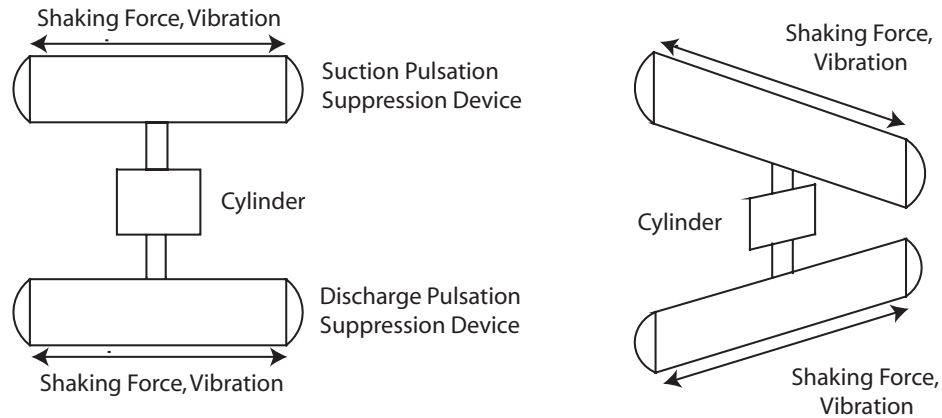 Shaking Force, Vibration
Suction Pulsation
Suppression Device
Cylinder
Discharge Pulsation
Suppression Device
Shaking Force, Vibration
Shaking Force,
Vibration
Cylinder
Shaking Force,
Vibration